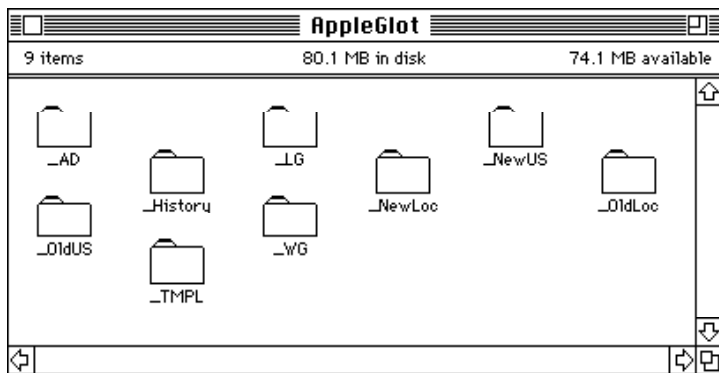 AppleGlot
9 items 80.1 MB in disk 74.1 MB available
_AD _LG _NewUS
_History _NewLoc _OldLoc
_OldUS _WG
_TMPL